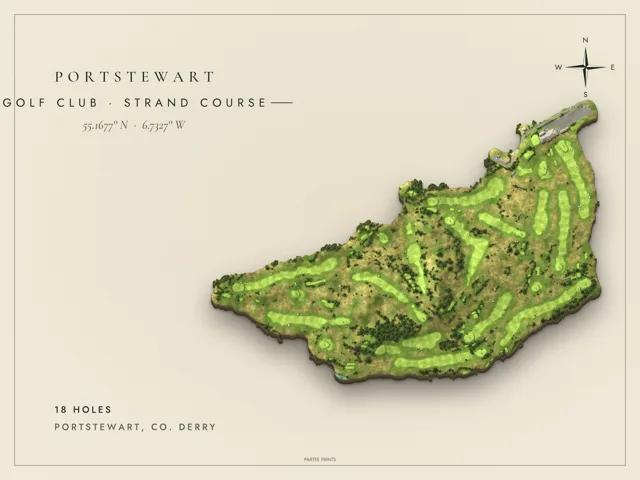 PORTSTEWART
GOLF CLUB · STRAND COURSE
55.1677° N · 6.7327° W
N
W E
S
18 HOLES
PORTSTEWART, CO. DERRY
PARTEE PRINTS